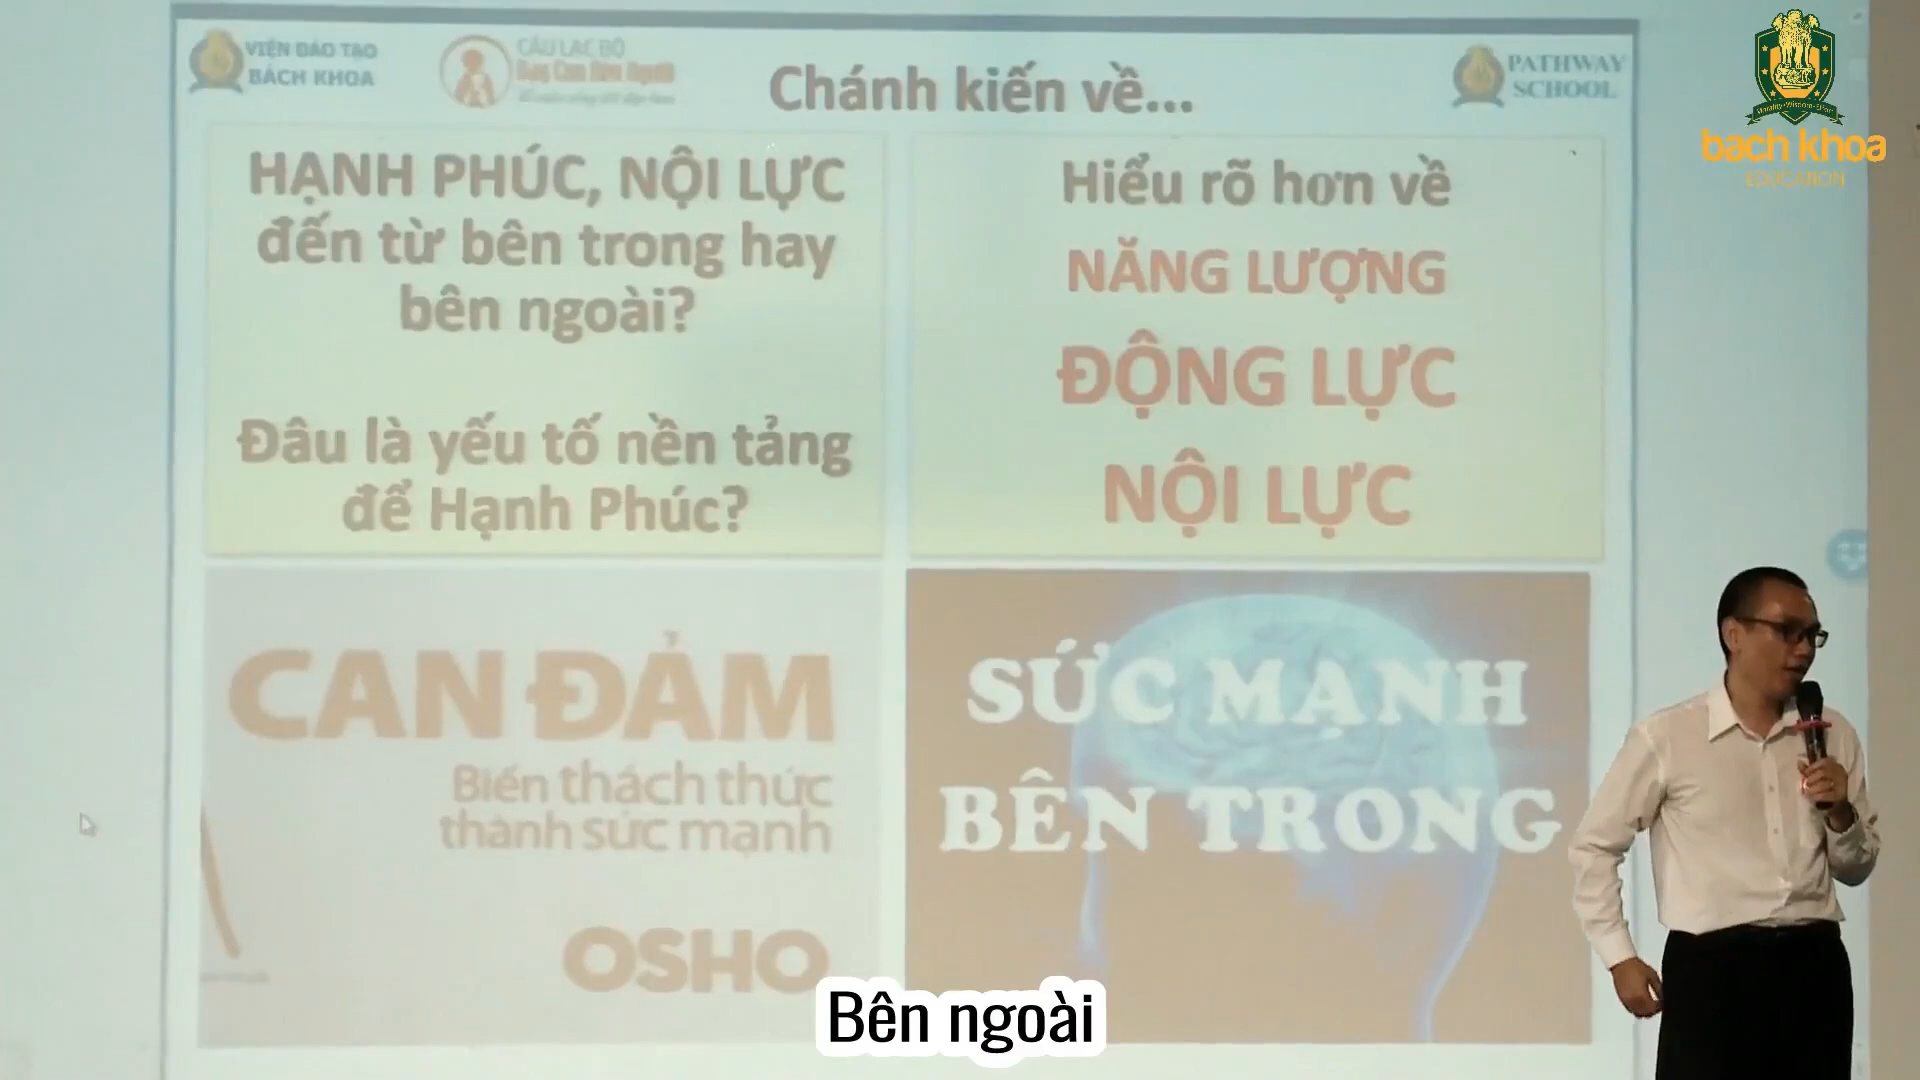 VIỆN ĐÀO TẠO
BÁCH KHOA
CÂU LẠC BỘ
PATHWAY
SCHOOL
Chánh kiến về...
HẠNH PHÚC, NỘI LỰC
đến từ bên trong hay
bên ngoài?
Đâu là yếu tố nền tảng
để Hạnh Phúc?
Hiểu rõ hơn về
NĂNG LƯỢNG
ĐỘNG LỰC
NỘI LỰC
CAN ĐẢM
Biến thách thức
thành sức mạnh
OSHO
SỨC MẠNH
BÊN TRONG
bach khoa
EDUCATION
Bên ngoài